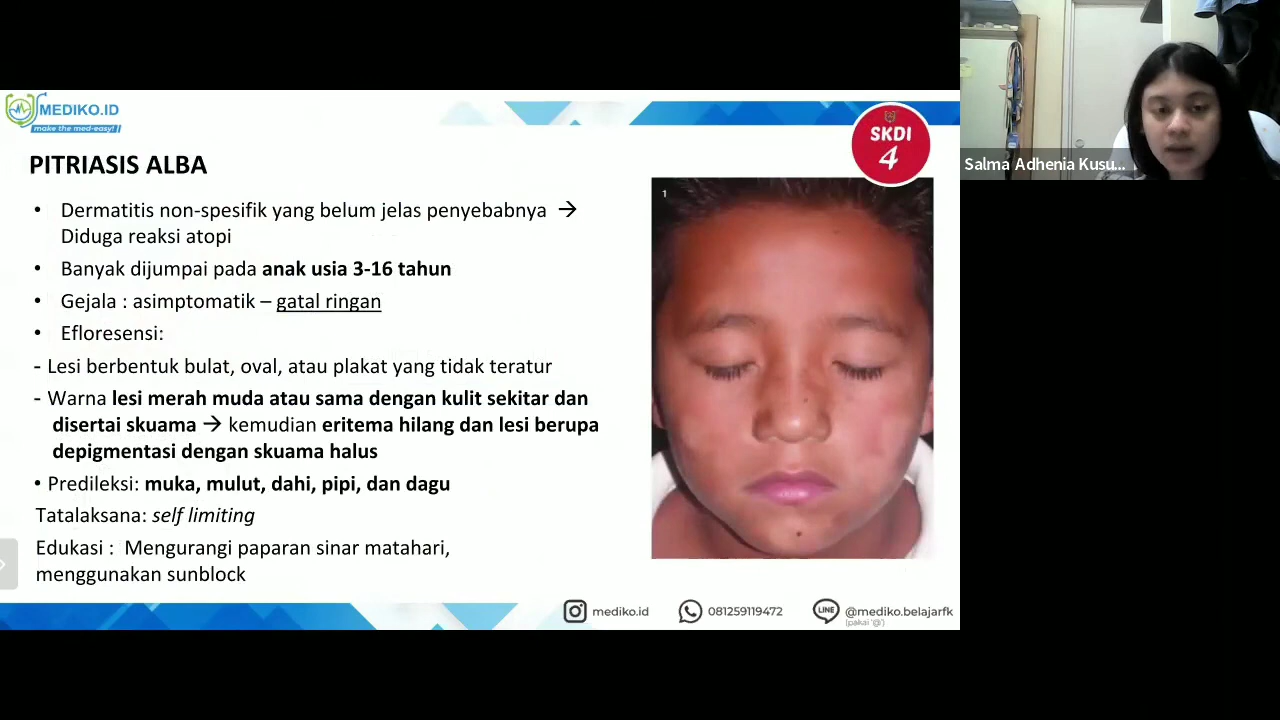 MEDIKO.ID
make the med-easy!
SKDI
4
PITRIASIS ALBA
• Dermatitis non-spesifik yang belum jelas penyebabnya →
Diduga reaksi atopi
• Banyak dijumpai pada anak usia 3-16 tahun
• Gejala : asimptomatik – gatal ringan
• Efloresensi:
- Lesi berbentuk bulat, oval, atau plakat yang tidak teratur
- Warna lesi merah muda atau sama dengan kulit sekitar dan
disertai skuama → kemudian eritema hilang dan lesi berupa
depigmentasi dengan skuama halus
• Predileksi: muka, mulut, dahi, pipi, dan dagu
Tatalaksana: self limiting
Edukasi : Mengurangi paparan sinar matahari,
menggunakan sunblock
1
mediko.id
081259119472
LINE
@mediko.belajarfk
(pakai '@')
Salma Adhenia Kusu...